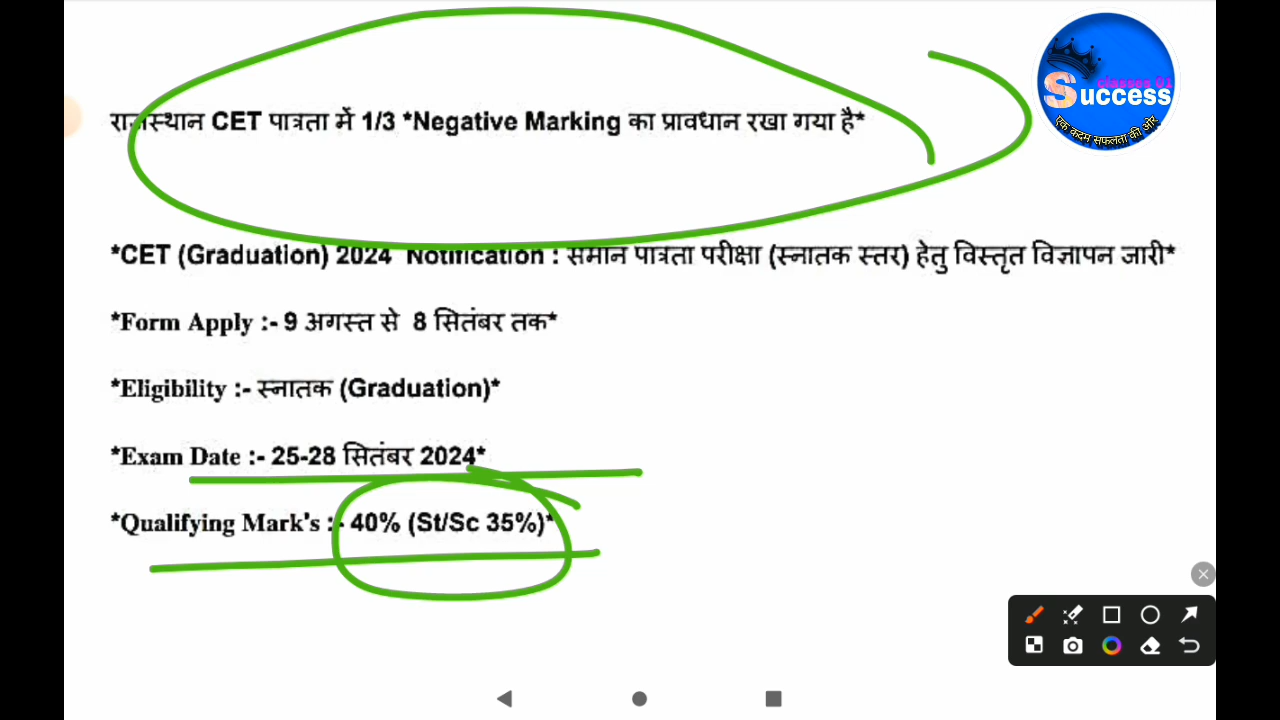 classes 01
Success
एक कदम सफलता की ओर
राजस्थान CET पात्रता में 1/3 *Negative Marking का प्रावधान रखा गया है*
*CET (Graduation) 2024 Notification : समान पात्रता परीक्षा (स्नातक स्तर) हेतु विस्तृत विज्ञापन जारी*
*Form Apply :- 9 अगस्त से 8 सितंबर तक*
*Eligibility :- स्नातक (Graduation)*
*Exam Date :- 25-28 सितंबर 2024*
*Qualifying Mark's :- 40% (St/Sc 35%)*